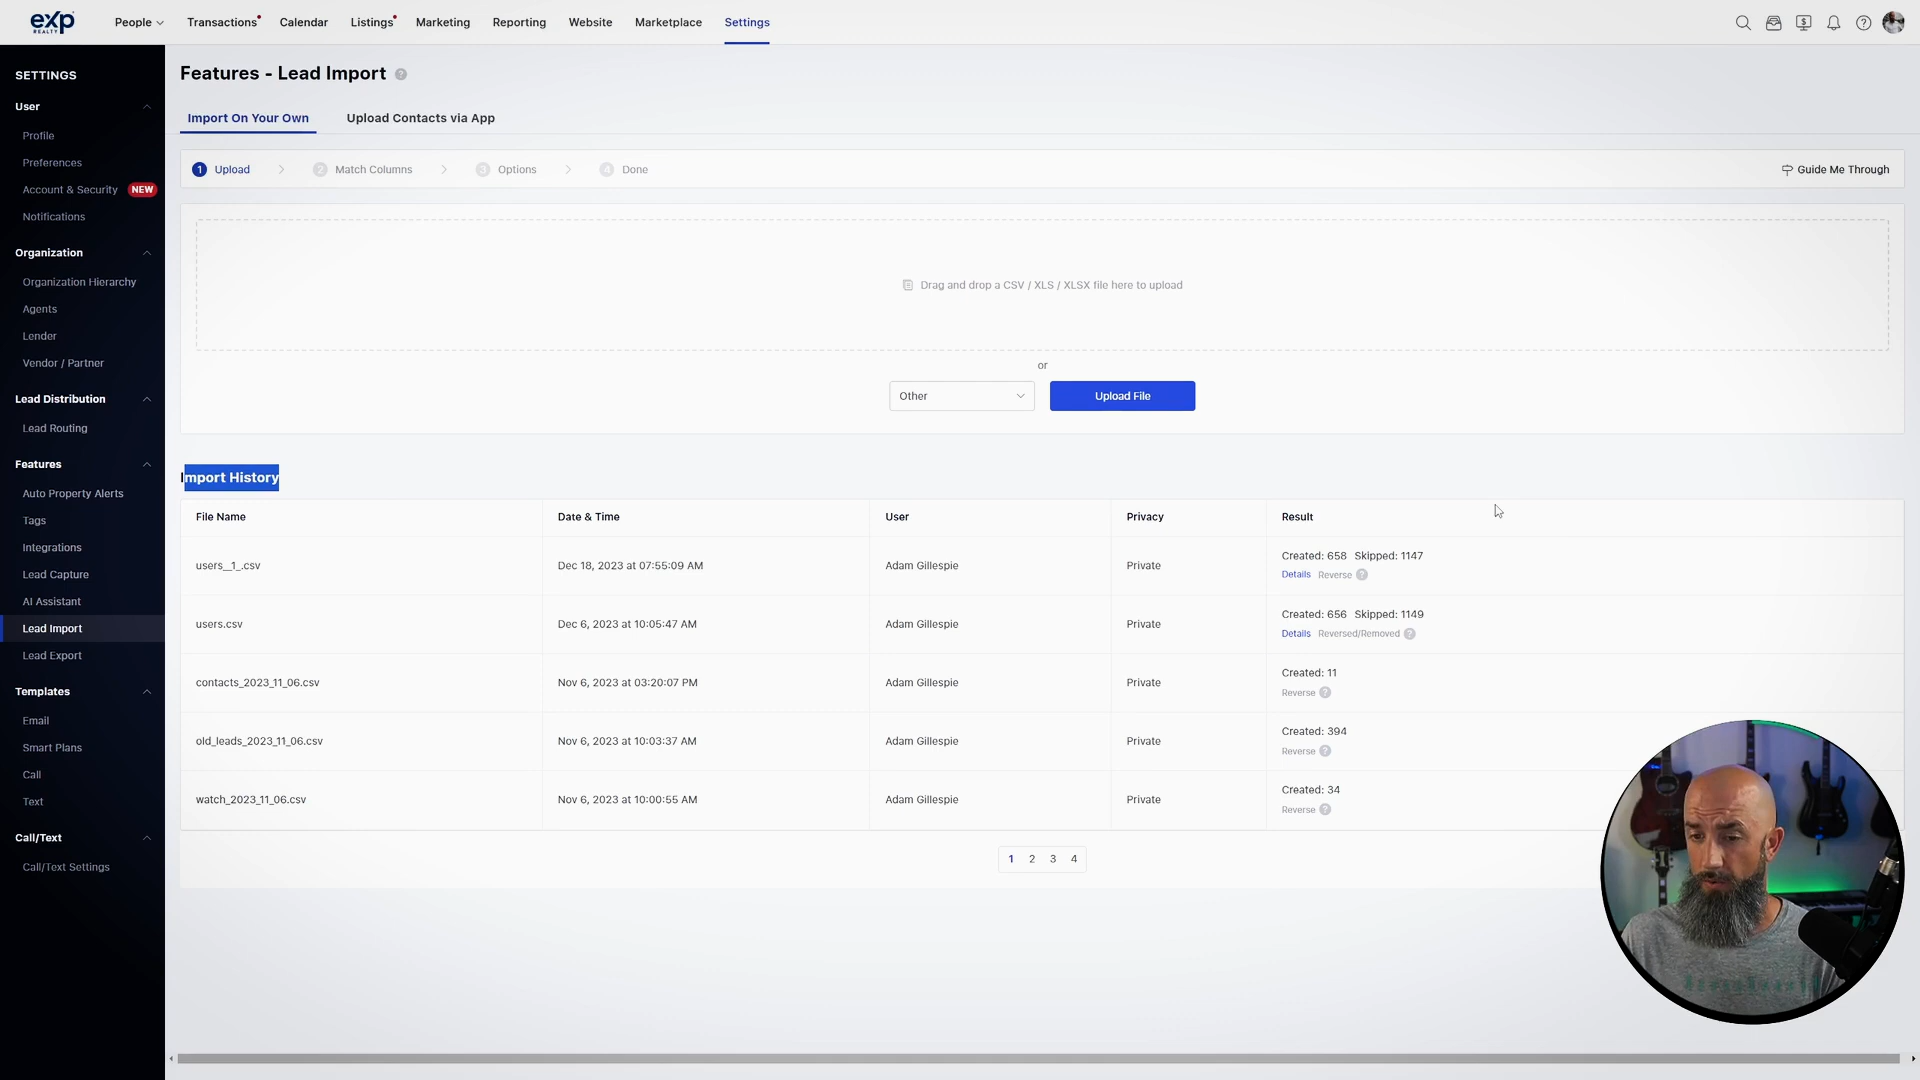 eXp
REALTY
People
Transactions
Calendar
Listings
Marketing
Reporting
Website
Marketplace
Settings
SETTINGS
User
Profile
Preferences
Account & Security NEW
Notifications
Organization
Organization Hierarchy
Agents
Lender
Vendor / Partner
Lead Distribution
Lead Routing
Features
Auto Property Alerts
Tags
Integrations
Lead Capture
AI Assistant
Lead Import
Lead Export
Templates
Email
Smart Plans
Call
Text
Call/Text
Call/Text Settings
Features - Lead Import ?
Import On Your Own
Upload Contacts via App
1 Upload
2 Match Columns
3 Options
4 Done
Guide Me Through
Drag and drop a CSV / XLS / XLSX file here to upload
or
Other
Upload File
Import History
File Name Date & Time User Privacy Result
users__1_.csv Dec 18, 2023 at 07:55:09 AM Adam Gillespie Private Created: 658 Skipped: 1147
Details Reverse ?
users.csv Dec 6, 2023 at 10:05:47 AM Adam Gillespie Private Created: 656 Skipped: 1149
Details Reversed/Removed ?
contacts_2023_11_06.csv Nov 6, 2023 at 03:20:07 PM Adam Gillespie Private Created: 11
Reverse ?
old_leads_2023_11_06.csv Nov 6, 2023 at 10:03:37 AM Adam Gillespie Private Created: 394
Reverse ?
watch_2023_11_06.csv Nov 6, 2023 at 10:00:55 AM Adam Gillespie Private Created: 34
Reverse ?
1 2 3 4